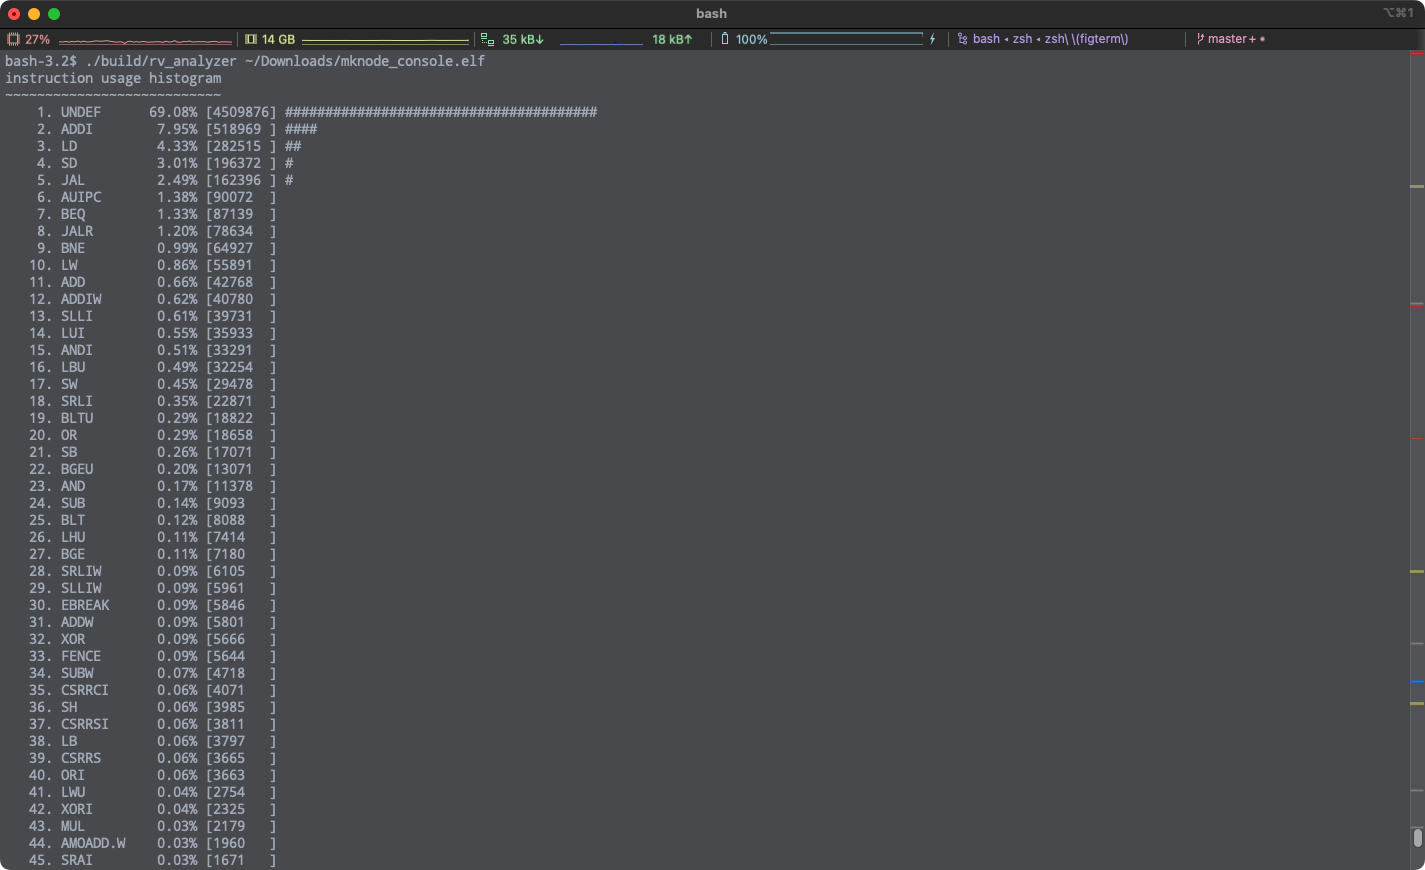 bash
⌥⌘1
27% 14 GB 35 kB↓ 18 kB↑ 100% bash ◂ zsh ◂ zsh\ \(figterm\) master+
bash-3.2$ ./build/rv_analyzer ~/Downloads/mknode_console.elf
instruction usage histogram
~~~~~~~~~~~~~~~~~~~~~~~~~~~
1. UNDEF 69.08% [4509876] #######################################
2. ADDI 7.95% [518969 ] ####
3. LD 4.33% [282515 ] ##
4. SD 3.01% [196372 ] #
5. JAL 2.49% [162396 ] #
6. AUIPC 1.38% [90072 ]
7. BEQ 1.33% [87139 ]
8. JALR 1.20% [78634 ]
9. BNE 0.99% [64927 ]
10. LW 0.86% [55891 ]
11. ADD 0.66% [42768 ]
12. ADDIW 0.62% [40780 ]
13. SLLI 0.61% [39731 ]
14. LUI 0.55% [35933 ]
15. ANDI 0.51% [33291 ]
16. LBU 0.49% [32254 ]
17. SW 0.45% [29478 ]
18. SRLI 0.35% [22871 ]
19. BLTU 0.29% [18822 ]
20. OR 0.29% [18658 ]
21. SB 0.26% [17071 ]
22. BGEU 0.20% [13071 ]
23. AND 0.17% [11378 ]
24. SUB 0.14% [9093 ]
25. BLT 0.12% [8088 ]
26. LHU 0.11% [7414 ]
27. BGE 0.11% [7180 ]
28. SRLIW 0.09% [6105 ]
29. SLLIW 0.09% [5961 ]
30. EBREAK 0.09% [5846 ]
31. ADDW 0.09% [5801 ]
32. XOR 0.09% [5666 ]
33. FENCE 0.09% [5644 ]
34. SUBW 0.07% [4718 ]
35. CSRRCI 0.06% [4071 ]
36. SH 0.06% [3985 ]
37. CSRRSI 0.06% [3811 ]
38. LB 0.06% [3797 ]
39. CSRRS 0.06% [3665 ]
40. ORI 0.06% [3663 ]
41. LWU 0.04% [2754 ]
42. XORI 0.04% [2325 ]
43. MUL 0.03% [2179 ]
44. AMOADD.W 0.03% [1960 ]
45. SRAI 0.03% [1671 ]